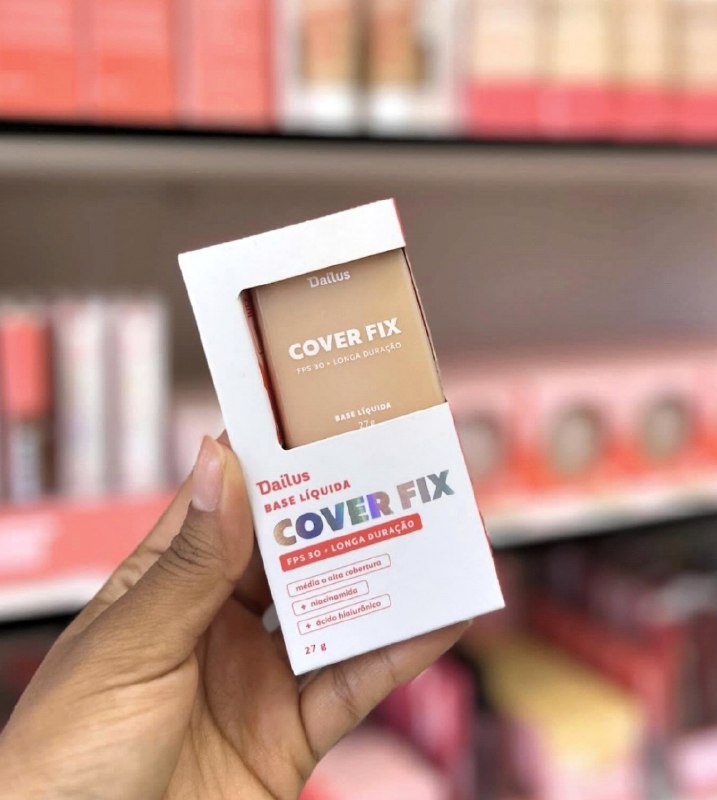 Dailus
COVER FIX
FPS 30 + LONGA DURAÇÃO
BASE LÍQUIDA
27g
Dailus
BASE LÍQUIDA
COVER FIX
FPS 30 + LONGA DURAÇÃO
média a alta cobertura
+ niacinamida
+ ácido hialurônico
27 g